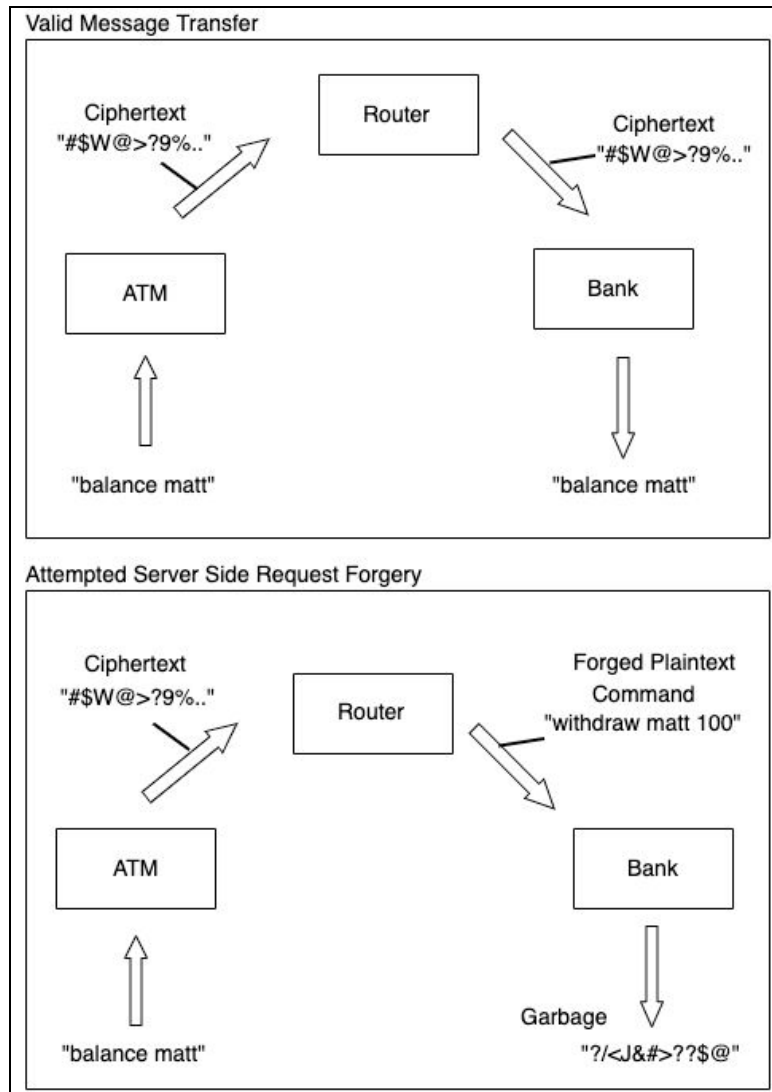 Valid Message Transfer
Ciphertext
"#$W@>?9%.."
Router
Ciphertext
"#$W@>?9%.."
ATM
Bank
"balance matt"
"balance matt"
Attempted Server Side Request Forgery
Ciphertext
"#$W@>?9%.."
Router
Forged Plaintext
Command
"withdraw matt 100"
ATM
Bank
"balance matt"
Garbage
"?/<J&#>??$@"